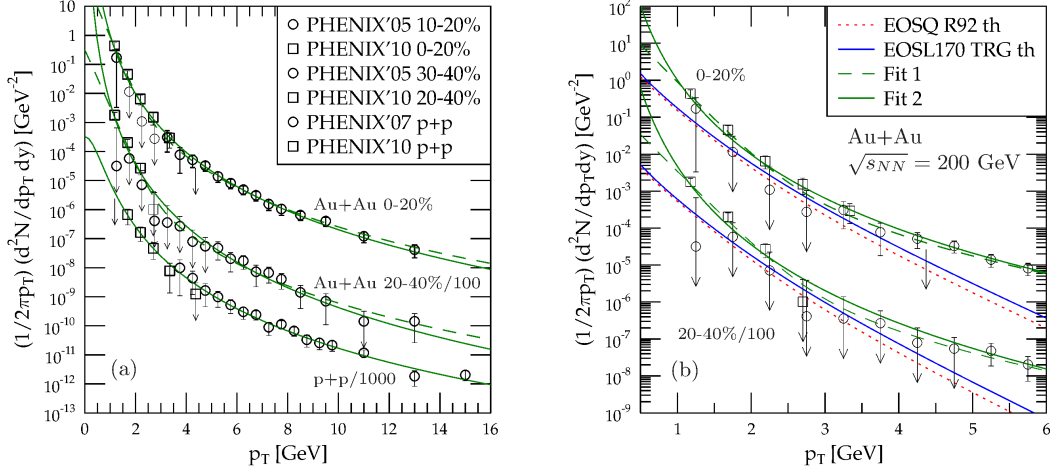 PHENIX′05 10-20%
PHENIX′10 0-20%
PHENIX′05 30-40%
PHENIX′10 20-40%
PHENIX′07 p+p
PHENIX′10 p+p
(1/2πp_T) (d²N/dp_T dy) [GeV⁻²]
1
10⁻¹
10⁻²
10⁻³
10⁻⁴
10⁻⁵
10⁻⁶
10⁻⁷
10⁻⁸
10⁻⁹
10⁻¹⁰
10⁻¹¹
10⁻¹²
10⁻¹³
Au+Au 0-20%
Au+Au 20-40%/100
p+p/1000
(a)
0 2 4 6 8 10 12 14 16
p_T [GeV]
EOSQ R92 th
EOSL170 TRG th
Fit 1
Fit 2
(1/2πp_T) (d²N/dp_T dy) [GeV⁻²]
10²
10¹
10⁰
10⁻¹
10⁻²
10⁻³
10⁻⁴
10⁻⁵
10⁻⁶
10⁻⁷
10⁻⁸
10⁻⁹
0-20%
Au+Au
√s_NN = 200 GeV
20-40%/100
(b)
1 2 3 4 5 6
p_T [GeV]